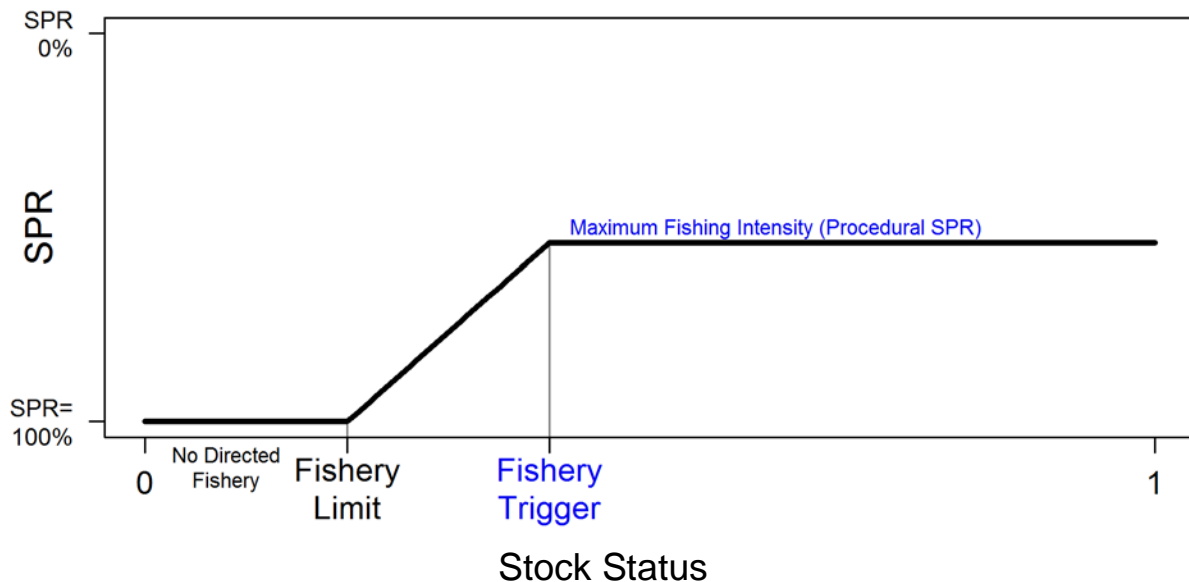 SPR
0%
SPR
Maximum Fishing Intensity (Procedural SPR)
SPR=
100%
0
No Directed
Fishery
Fishery
Limit
Fishery
Trigger
1
Stock Status